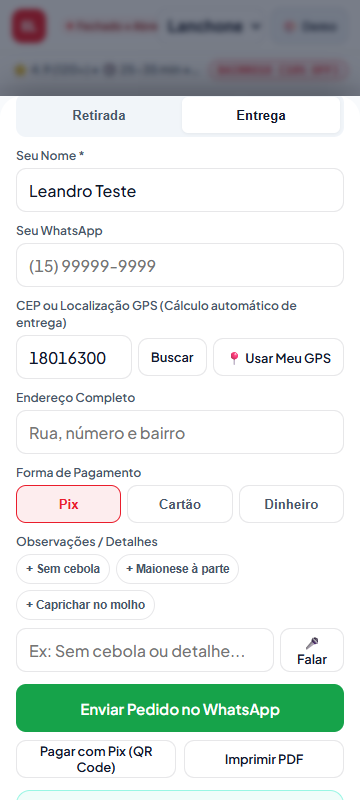 Lanchone
Retirada
Entrega
Seu Nome *
Leandro Teste
Seu WhatsApp
(15) 99999-9999
CEP ou Localização GPS (Cálculo automático de
entrega)
18016300
Buscar
📍 Usar Meu GPS
Endereço Completo
Rua, número e bairro
Forma de Pagamento
Pix
Cartão
Dinheiro
Observações / Detalhes
+ Sem cebola
+ Maionese à parte
+ Caprichar no molho
Ex: Sem cebola ou detalhe...
🎤
Falar
Enviar Pedido no WhatsApp
Pagar com Pix (QR
Code)
Imprimir PDF